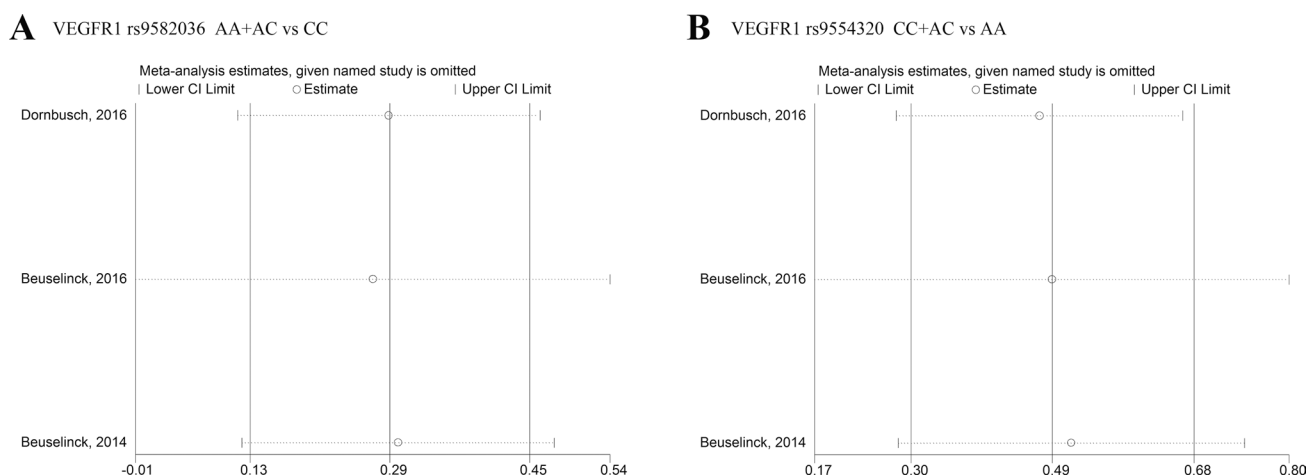 A VEGFR1 rs9582036 AA+AC vs CC
Meta-analysis estimates, given named study is omitted
Lower CI Limit Estimate Upper CI Limit
Dornbusch, 2016
Beuselinck, 2016
Beuselinck, 2014
-0.01 0.13 0.29 0.45 0.54
B VEGFR1 rs9554320 CC+AC vs AA
Meta-analysis estimates, given named study is omitted
Lower CI Limit Estimate Upper CI Limit
Dornbusch, 2016
Beuselinck, 2016
Beuselinck, 2014
0.17 0.30 0.49 0.68 0.80